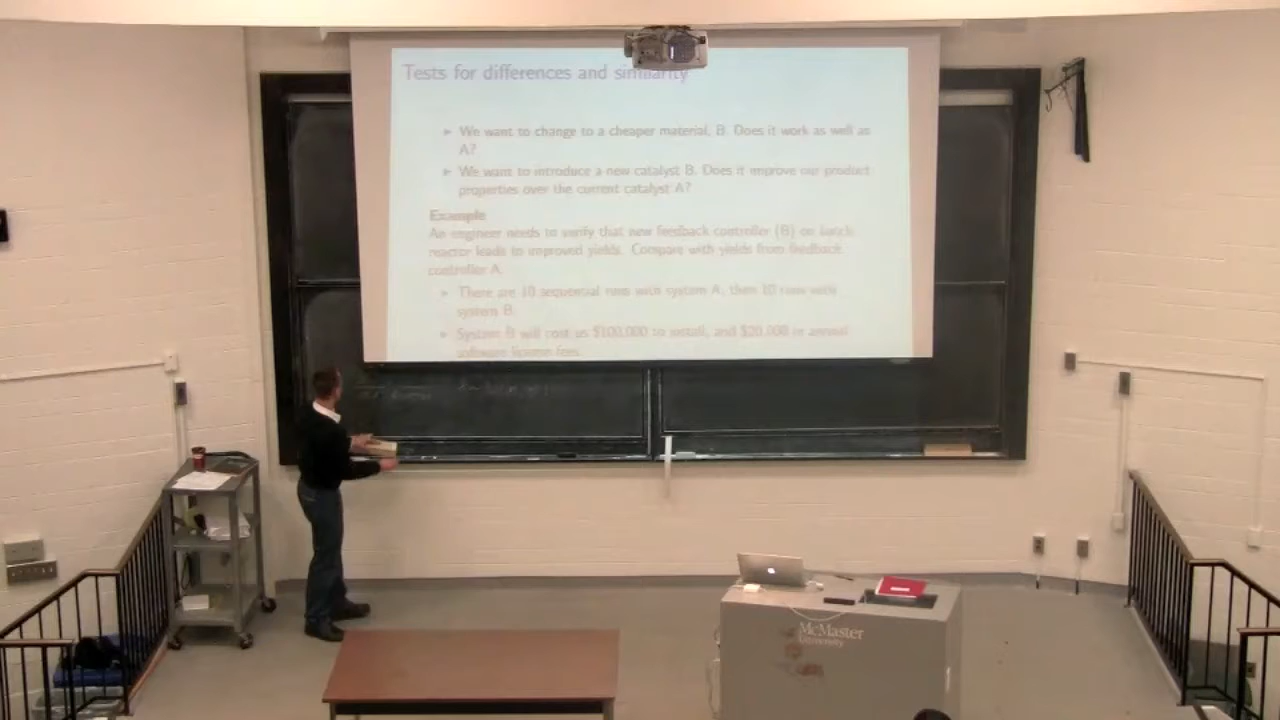 Tests for differences and similarity
We want to change to a cheaper material, B. Does it work as well as
A?
We want to introduce a new catalyst B. Does it improve our product
properties over the current catalyst A?
Example
An engineer needs to verify that new feedback controller (B) on batch
reactor leads to improved yields. Compare with yields from feedback
controller A.
There are 10 sequential runs with system A, then 10 runs with
system B.
System B will cost us $100,000 to install, and $20,000 in annual
software license fees.
McMaster
University